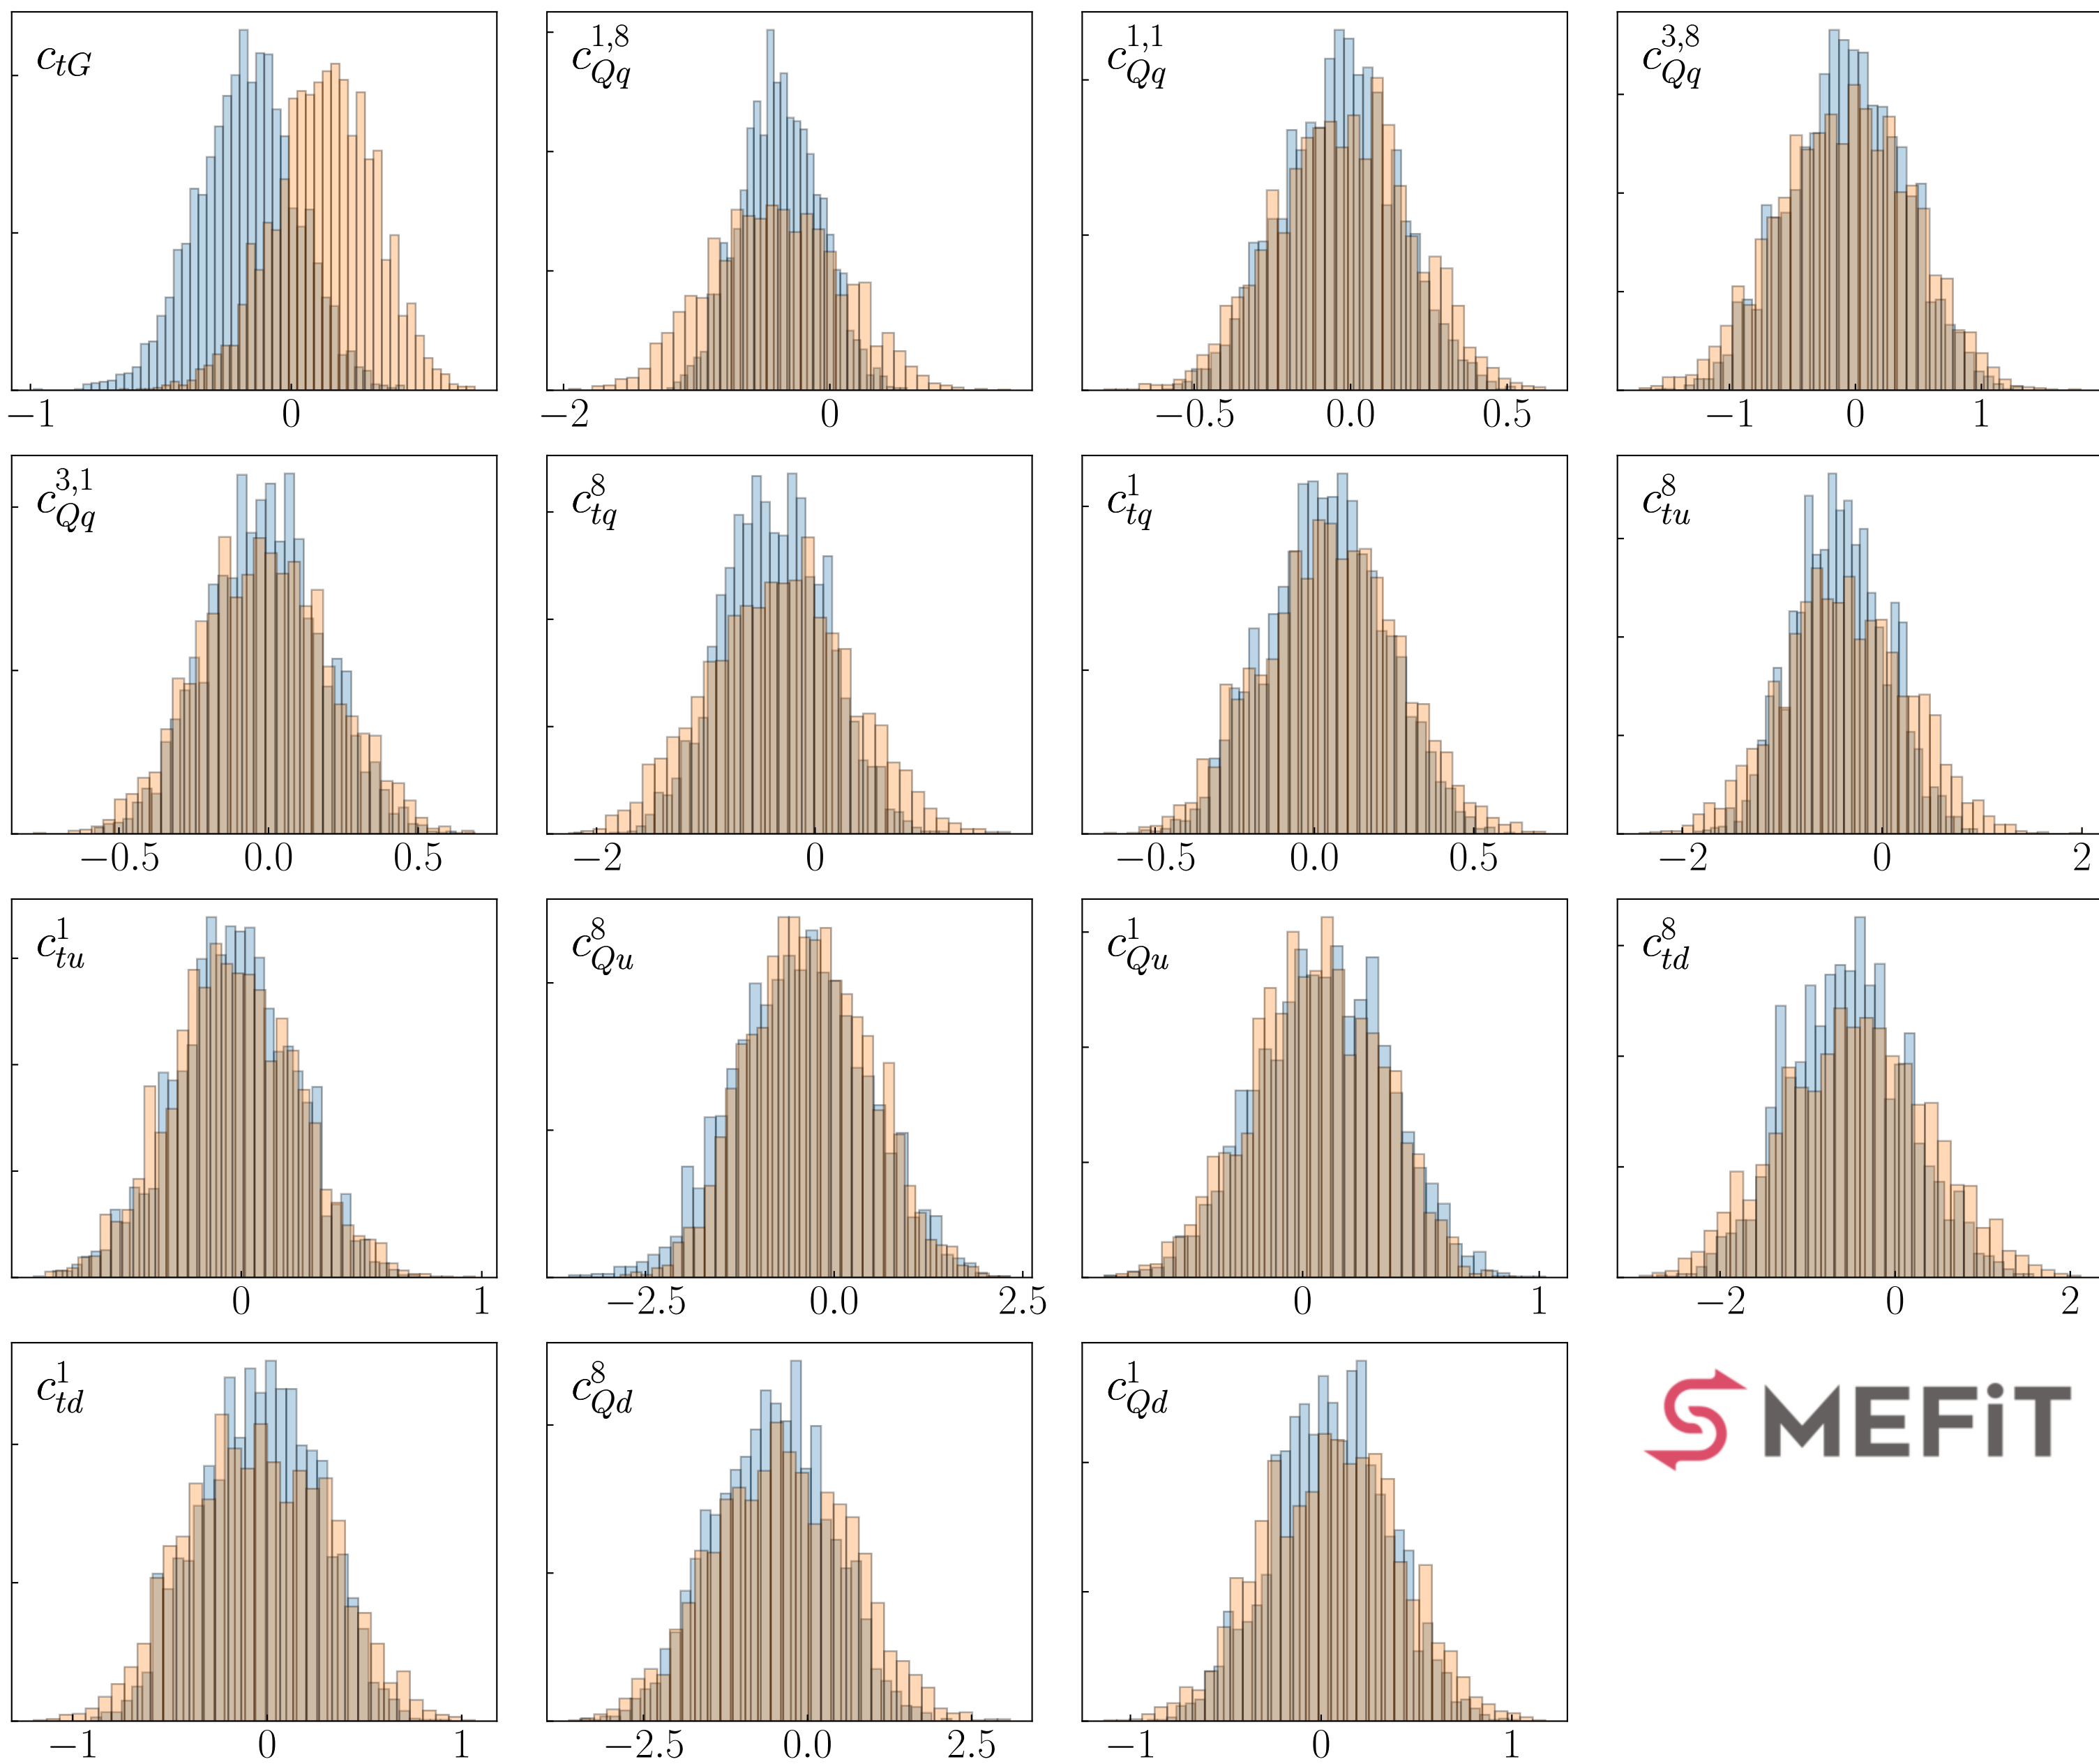 c_{tG}
−1 0
c_{Qq}^{1,8}
−2 0
c_{Qq}^{1,1}
−0.5 0.0 0.5
c_{Qq}^{3,8}
−1 0 1
c_{Qq}^{3,1}
−0.5 0.0 0.5
c_{tq}^{8}
−2 0
c_{tq}^{1}
−0.5 0.0 0.5
c_{tu}^{8}
−2 0 2
c_{tu}^{1}
0 1
c_{Qu}^{8}
−2.5 0.0 2.5
c_{Qu}^{1}
0 1
c_{td}^{8}
−2 0 2
c_{td}^{1}
−1 0 1
c_{Qd}^{8}
−2.5 0.0 2.5
c_{Qd}^{1}
−1 0 1
SMEFiT